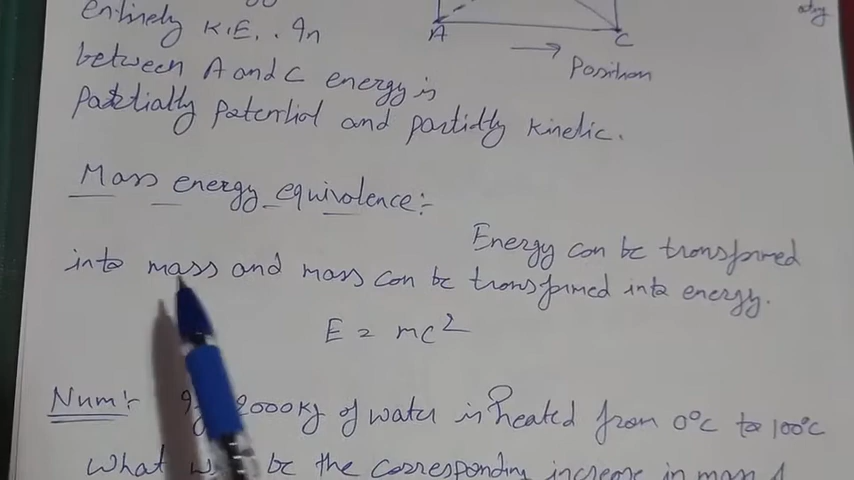 entirely K.E.. In
A
C
Position
between A and C energy is
Partially Potential and partially kinetic.
Mass energy equivalence:-
Energy can be transformed
into mass and mass can be transformed into energy.
E = mc²
Num:- If 2000Kg of water is heated from 0°C to 100°C
What be the corresponding increase in mass